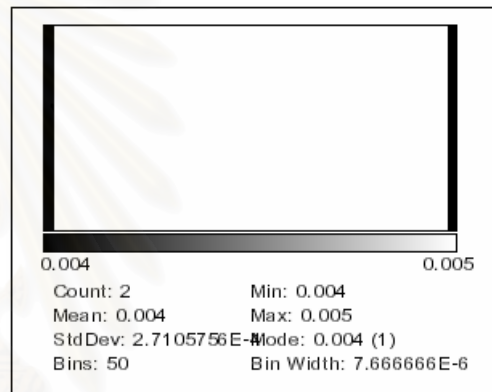 0.004 0.005
Count: 2 Min: 0.004
Mean: 0.004 Max: 0.005
StdDev: 2.7105756E-4 Mode: 0.004 (1)
Bins: 50 Bin Width: 7.666666E-6